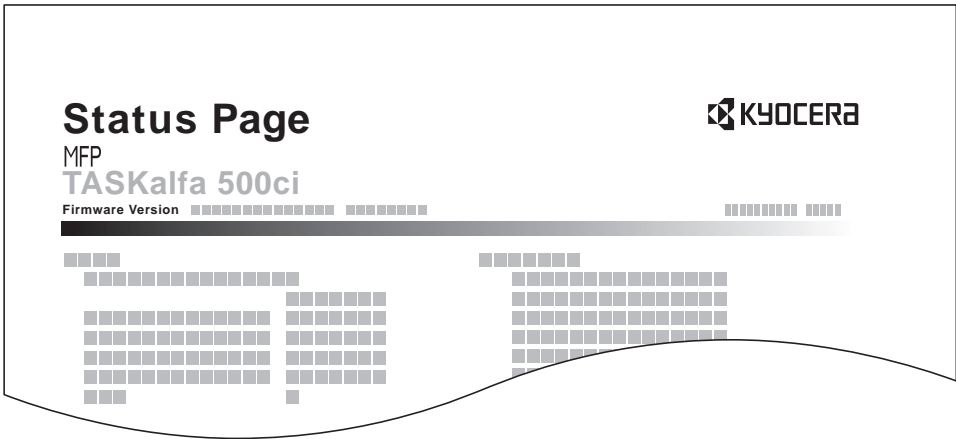 Status Page
KYOCERA
MFP
TASKalfa 500ci
Firmware Version